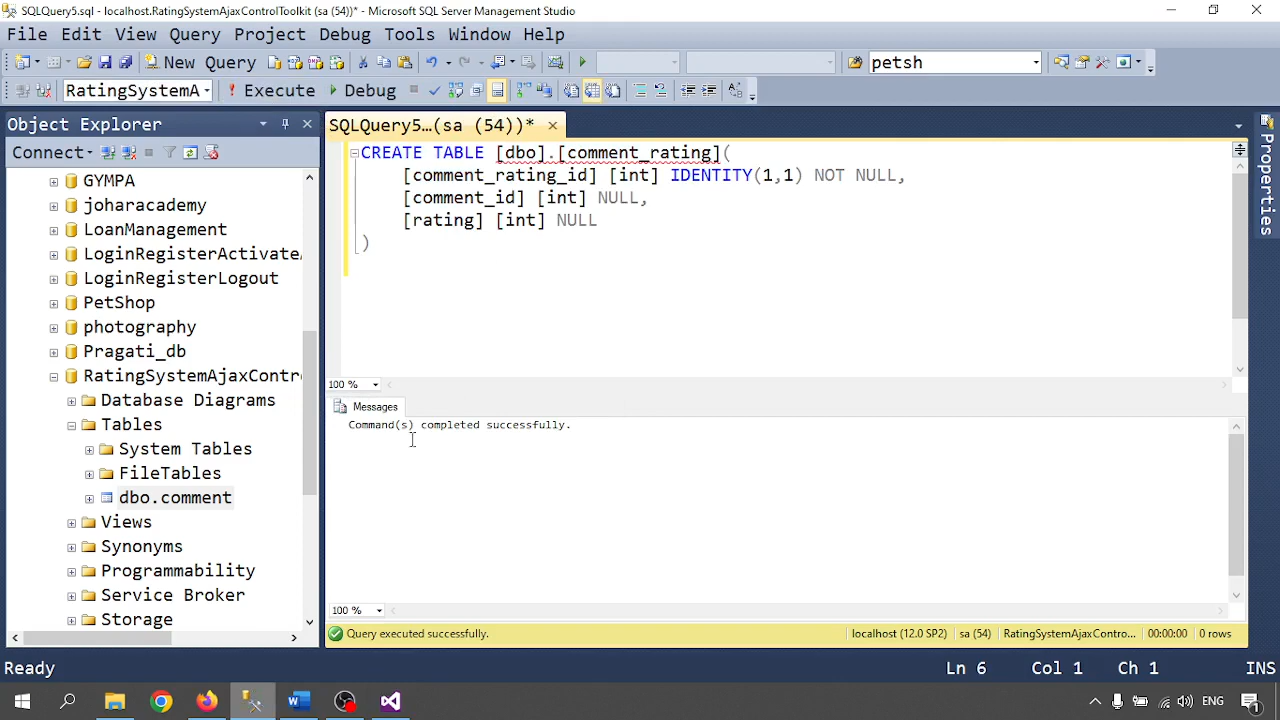 SQLQuery5.sql - localhost.RatingSystemAjaxControlToolkit (sa (54))* - Microsoft SQL Server Management Studio
File Edit View Query Project Debug Tools Window Help
New Query petsh
RatingSystemA Execute Debug
Object Explorer
SQLQuery5...(sa (54))*
Connect
GYMPA
joharacademy
LoanManagement
LoginRegisterActivateA
LoginRegisterLogout
PetShop
photography
Pragati_db
RatingSystemAjaxContro
Database Diagrams
Tables
System Tables
FileTables
dbo.comment
Views
Synonyms
Programmability
Service Broker
Storage
CREATE TABLE [dbo].[comment_rating](
[comment_rating_id] [int] IDENTITY(1,1) NOT NULL,
[comment_id] [int] NULL,
[rating] [int] NULL
)
100 %
Messages
Command(s) completed successfully.
100 %
Query executed successfully. localhost (12.0 SP2) sa (54) RatingSystemAjaxContro... 00:00:00 0 rows
Properties
Ready Ln 6 Col 1 Ch 1 INS
ENG 1